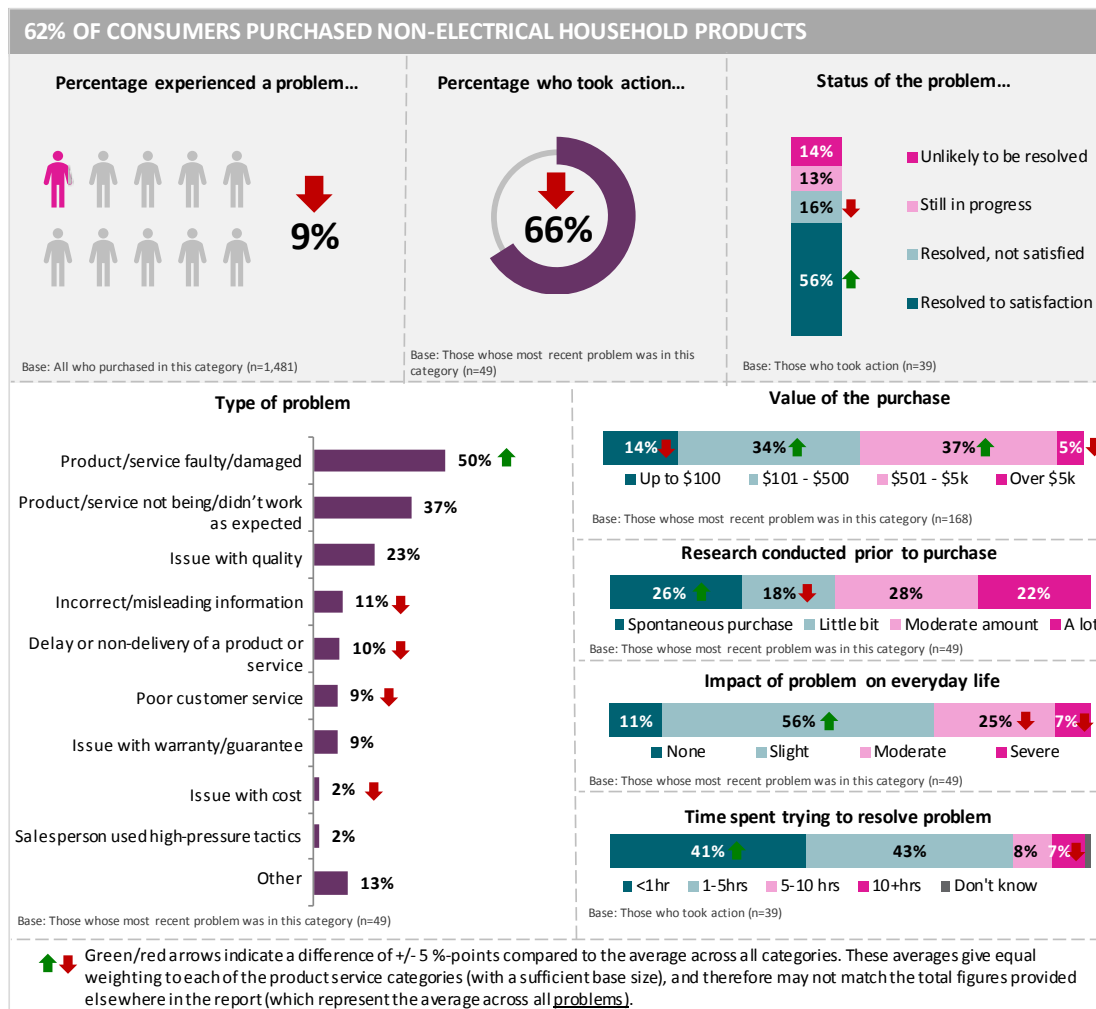 62% OF CONSUMERS PURCHASED NON-ELECTRICAL HOUSEHOLD PRODUCTS
Percentage experienced a problem...
9%
Base: All who purchased in this category (n=1,481)
Percentage who took action...
66%
Base: Those whose most recent problem was in this
category (n=49)
Status of the problem...
14%
13%
16%
56%
Unlikely to be resolved
Still in progress
Resolved, not satisfied
Resolved to satisfaction
Base: Those who took action (n=39)
Type of problem
Product/service faulty/damaged 50%
Product/service not being/didn't work
as expected 37%
Issue with quality 23%
Incorrect/misleading information 11%
Delay or non-delivery of a product or
service 10%
Poor customer service 9%
Issue with warranty/guarantee 9%
Issue with cost 2%
Salesperson used high-pressure tactics 2%
Other 13%
Base: Those whose most recent problem was in this category (n=49)
Value of the purchase
14% 34% 37% 5%
Up to $100 $101 - $500 $501 - $5k Over $5k
Base: Those whose most recent problem was in this category (n=168)
Research conducted prior to purchase
26% 18% 28% 22%
Spontaneous purchase Little bit Moderate amount A lot
Base: Those whose most recent problem was in this category (n=49)
Impact of problem on everyday life
11% 56% 25% 7%
None Slight Moderate Severe
Base: Those whose most recent problem was in this category (n=49)
Time spent trying to resolve problem
41% 43% 8% 7%
<1hr 1-5hrs 5-10 hrs 10+hrs Don't know
Base: Those who took action (n=39)
Green/red arrows indicate a difference of +/- 5 %-points compared to the average across all categories. These averages give equal
weighting to each of the product service categories (with a sufficient base size), and therefore may not match the total figures provided
elsewhere in the report (which represent the average across all problems).